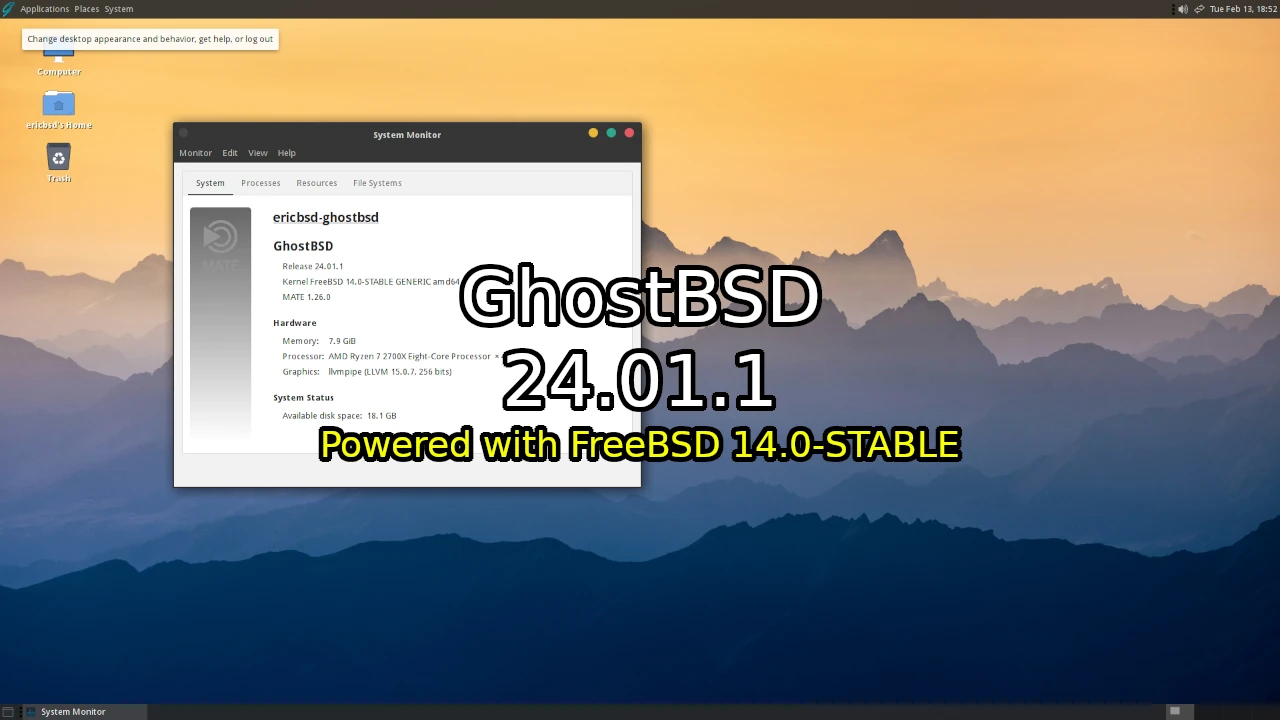 Applications Places System
Tue Feb 13, 18:52
Change desktop appearance and behavior, get help, or log out
Computer
ericbsd's Home
Trash
System Monitor
Monitor Edit View Help
System Processes Resources File Systems
MATE
ericbsd-ghostbsd
GhostBSD
Release 24.01.1
Kernel FreeBSD 14.0-STABLE GENERIC amd64
MATE 1.26.0
Hardware
Memory: 7.9 GiB
Processor: AMD Ryzen 7 2700X Eight-Core Processor ×
Graphics: llvmpipe (LLVM 15.0.7, 256 bits)
System Status
Available disk space: 18.1 GB
GhostBSD
24.01.1
Powered with FreeBSD 14.0-STABLE
System Monitor